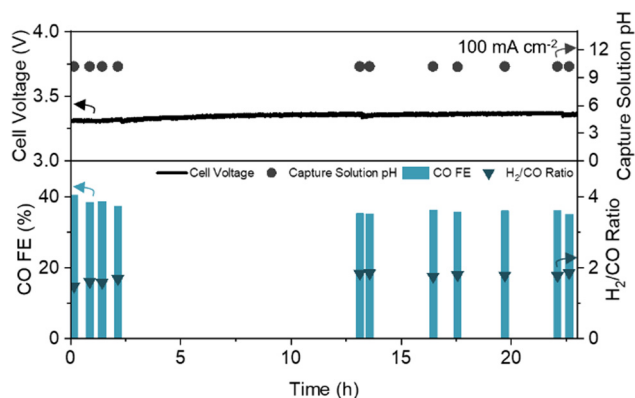 4.0
3.5
3.0
Cell Voltage (V)
100 mA cm-2
12
9
6
3
0
Capture Solution pH
Cell Voltage Capture Solution pH CO FE H2/CO Ratio
40
20
0
CO FE (%)
4
2
0
H2/CO Ratio
0 5 10 15 20
Time (h)